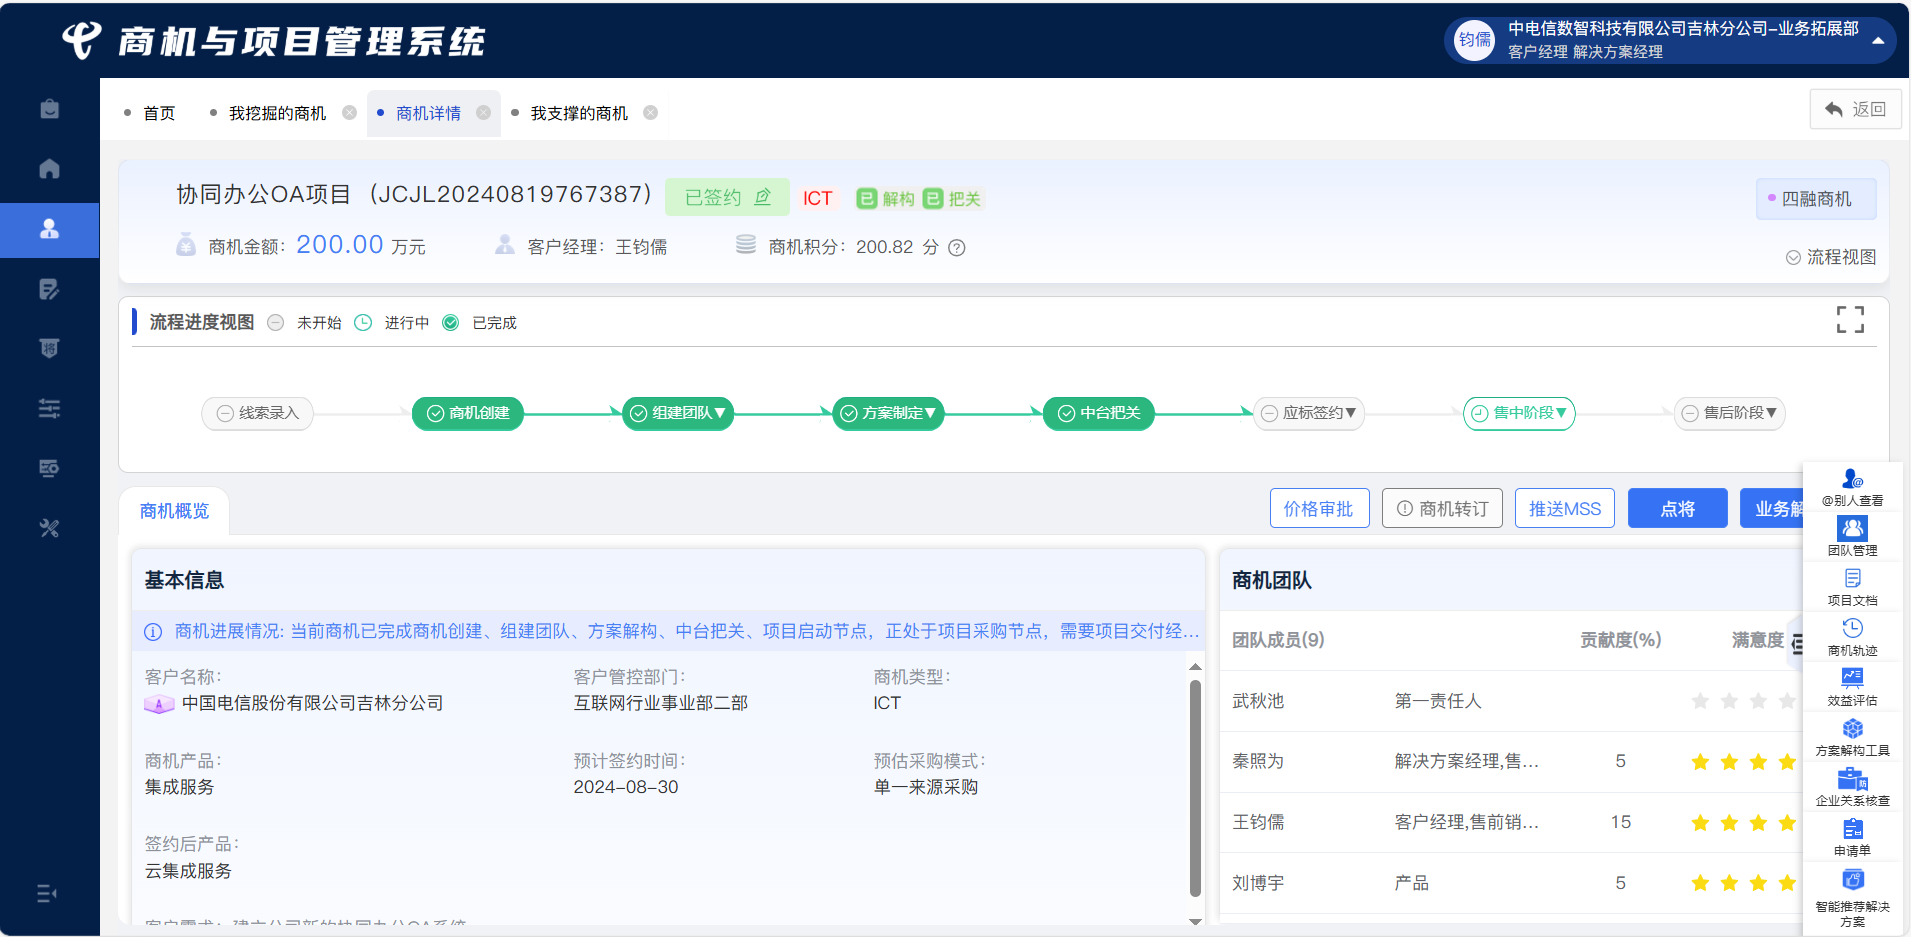 商机与项目管理系统
钧儒
中电信数智科技有限公司吉林分公司-业务拓展部
客户经理 解决方案经理
首页
我挖掘的商机
商机详情
我支撑的商机
返回
协同办公OA项目（JCJL20240819767387）
已签约
ICT
已 解构 已 把关
四融商机
商机金额：200.00 万元
客户经理：王钧儒
商机积分：200.82 分
流程视图
流程进度视图
未开始
进行中
已完成
将
线索录入
商机创建
组建团队▼
方案制定▼
中台把关
应标签约▼
售中阶段▼
售后阶段▼
商机概览
价格审批
商机转订
推送MSS
点将
业务解
基本信息
商机进展情况: 当前商机已完成商机创建、组建团队、方案解构、中台把关、项目启动节点，正处于项目采购节点，需要项目交付经...
客户名称：
A 中国电信股份有限公司吉林分公司
客户管控部门：
互联网行业事业部二部
商机类型：
ICT
商机产品：
集成服务
预计签约时间：
2024-08-30
预估采购模式：
单一来源采购
签约后产品：
云集成服务
客户需求：建立公司新的协同办公OA系统
商机团队
团队成员(9)
贡献度(%)
满意度
武秋池 第一责任人
秦照为 解决方案经理,售... 5
王钧儒 客户经理,售前销... 15
刘博宇 产品 5
@别人查看
团队管理
项目文档
商机轨迹
效益评估
方案解构工具
企业关系核查
申请单
智能推荐解决
方案